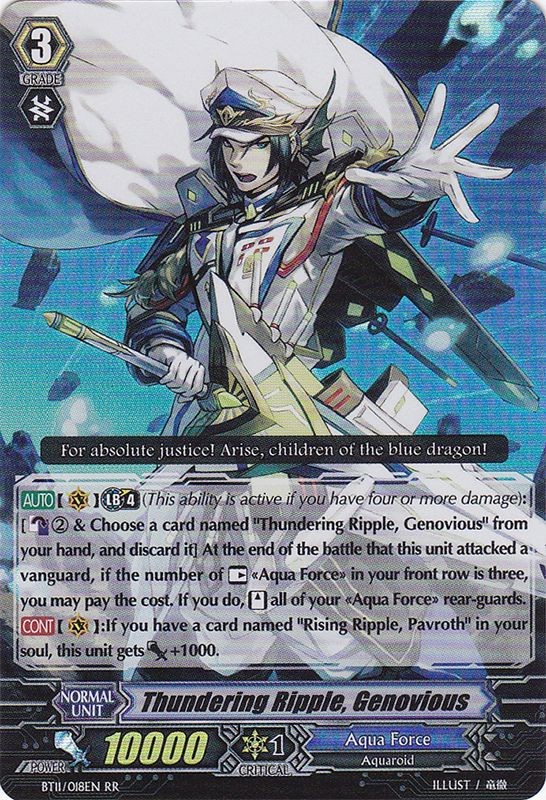 3
GRADE
For absolute justice! Arise, children of the blue dragon!
AUTO【 】LB4 (This ability is active if you have four or more damage):
[ ② & Choose a card named "Thundering Ripple, Genovious" from
your hand, and discard it] At the end of the battle that this unit attacked a
vanguard, if the number of «Aqua Force» in your front row is three,
you may pay the cost. If you do, all of your «Aqua Force» rear-guards.
CONT【 】:If you have a card named "Rising Ripple, Pavroth" in your
soul, this unit gets +1000.
NORMAL
UNIT
Thundering Ripple, Genovious
POWER
10000
1
CRITICAL
Aqua Force
Aquaroid
BT11/018EN RR
ILLUST / 竜徹